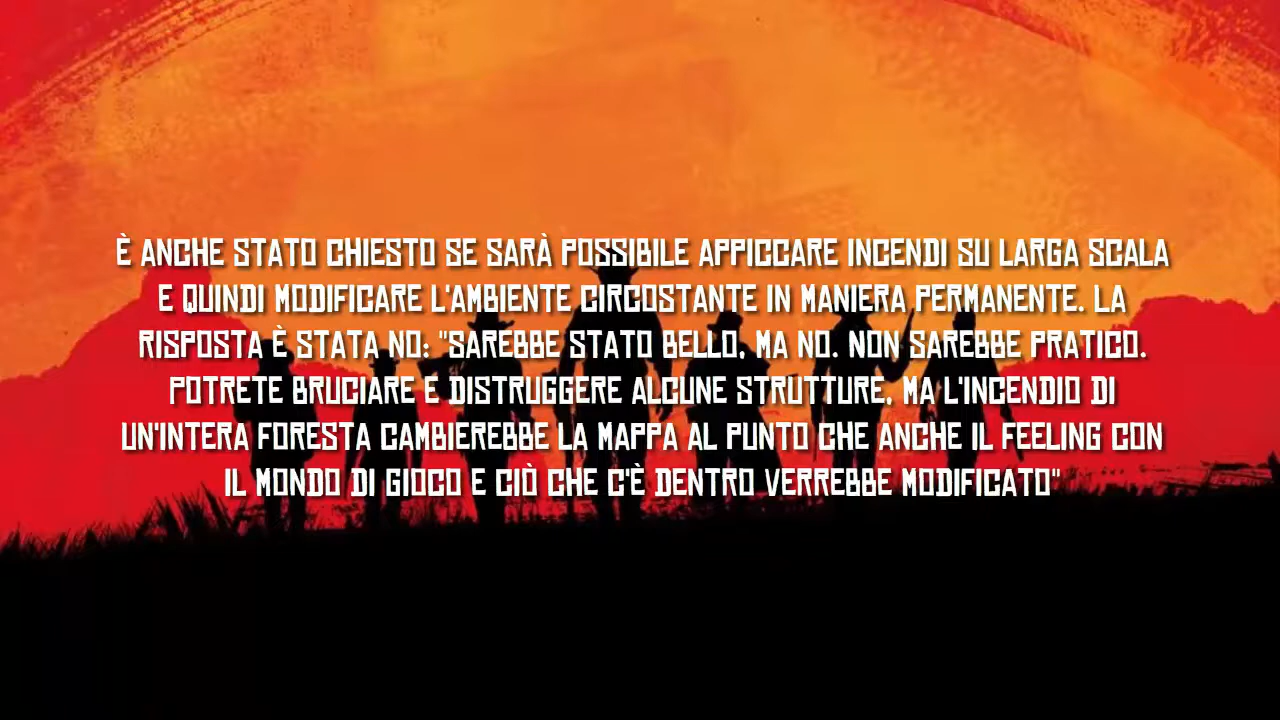 È ANCHE STATO CHIESTO SE SARÀ POSSIBILE APPICCARE INCENDI SU LARGA SCALA
E QUINDI MODIFICARE L'AMBIENTE CIRCOSTANTE IN MANIERA PERMANENTE. LA
RISPOSTA È STATA NO: "SAREBBE STATO BELLO, MA NO. NON SAREBBE PRATICO.
POTRETE BRUCIARE E DISTRUGGERE ALCUNE STRUTTURE, MA L'INCENDIO DI
UN'INTERA FORESTA CAMBIEREBBE LA MAPPA AL PUNTO CHE ANCHE IL FEELING CON
IL MONDO DI GIOCO E CIÒ CHE C'È DENTRO VERREBBE MODIFICATO"